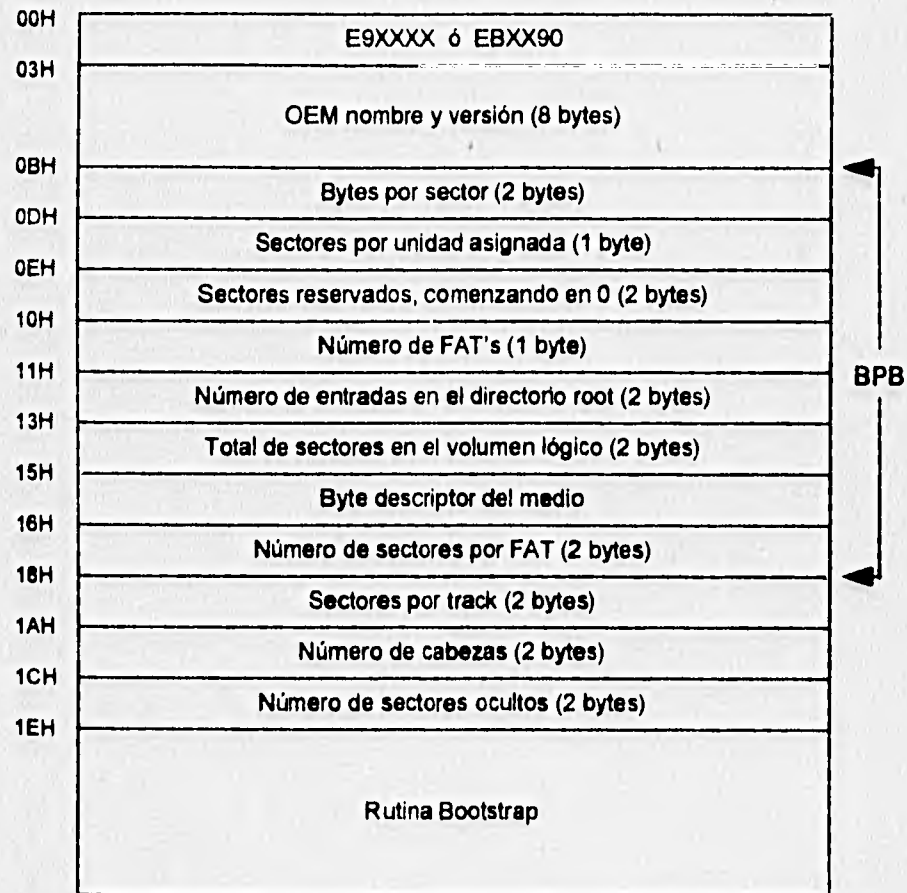 00H
E9XXXX ó EBXX90
03H
OEM nombre y versión (8 bytes)
0BH
Bytes por sector (2 bytes)
0DH
Sectores por unidad asignada (1 byte)
0EH
Sectores reservados, comenzando en 0 (2 bytes)
10H
Número de FAT's (1 byte)
11H
BPB
Número de entradas en el directorio root (2 bytes)
13H
Total de sectores en el volumen lógico (2 bytes)
15H
Byte descriptor del medio
16H
Número de sectores por FAT (2 bytes)
18H
Sectores por track (2 bytes)
1AH
Número de cabezas (2 bytes)
1CH
Número de sectores ocultos (2 bytes)
1EH
Rutina Bootstrap